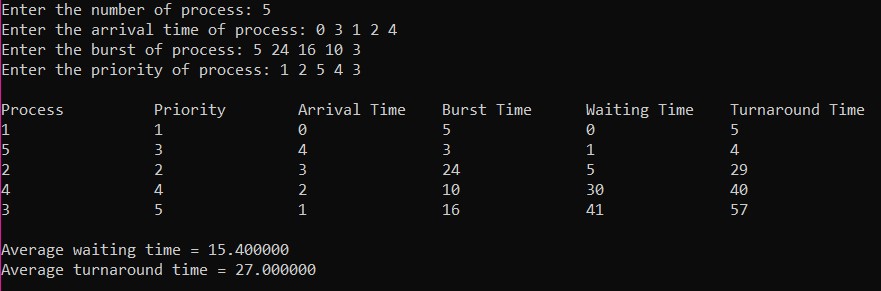 Enter the number of process: 5
Enter the arrival time of process: 0 3 1 2 4
Enter the burst of process: 5 24 16 10 3
Enter the priority of process: 1 2 5 4 3
Process Priority Arrival Time Burst Time Waiting Time Turnaround Time
1 1 0 5 0 5
5 3 4 3 1 4
2 2 3 24 5 29
4 4 2 10 30 40
3 5 1 16 41 57
Average waiting time = 15.400000
Average turnaround time = 27.000000